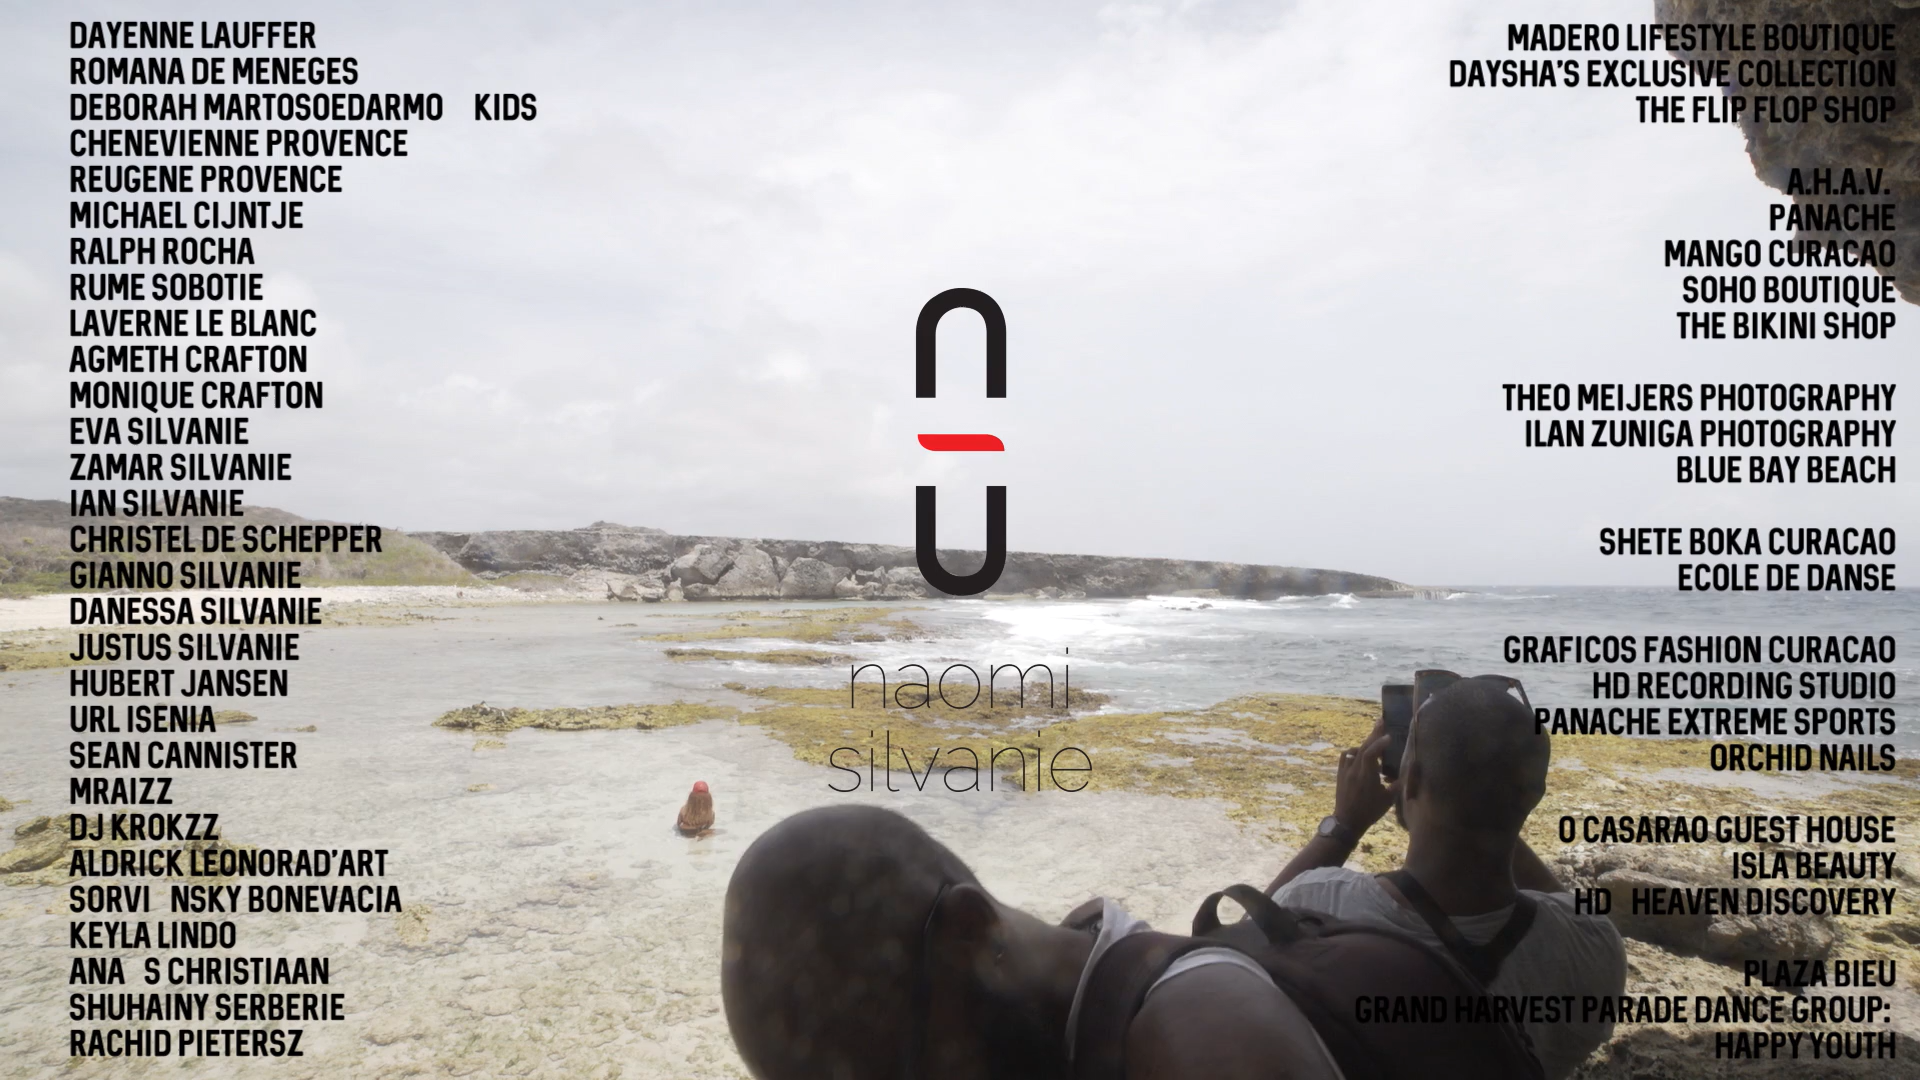 DAYENNE LAUFFER
ROMANA DE MENEGES
DEBORAH MARTOSOEDARMO KIDS
CHENEVIENNE PROVENCE
REUGENE PROVENCE
MICHAEL CIJNTJE
RALPH ROCHA
RUME SOBOTIE
LAVERNE LE BLANC
AGMETH CRAFTON
MONIQUE CRAFTON
EVA SILVANIE
ZAMAR SILVANIE
IAN SILVANIE
CHRISTEL DE SCHEPPER
GIANNO SILVANIE
DANESSA SILVANIE
JUSTUS SILVANIE
HUBERT JANSEN
URL ISENIA
SEAN CANNISTER
MRAIZZ
DJ KROKZZ
ALDRICK LEONORAD'ART
SORVI NSKY BONEVACIA
KEYLA LINDO
ANA S CHRISTIAAN
SHUHAINY SERBERIE
RACHID PIETERSZ
n
u
naomi
silvanie
MADERO LIFESTYLE BOUTIQUE
DAYSHA'S EXCLUSIVE COLLECTION
THE FLIP FLOP SHOP
A.H.A.V.
PANACHE
MANGO CURACAO
SOHO BOUTIQUE
THE BIKINI SHOP
THEO MEIJERS PHOTOGRAPHY
ILAN ZUNIGA PHOTOGRAPHY
BLUE BAY BEACH
SHETE BOKA CURACAO
ECOLE DE DANSE
GRAFICOS FASHION CURACAO
HD RECORDING STUDIO
PANACHE EXTREME SPORTS
ORCHID NAILS
O CASARAO GUEST HOUSE
ISLA BEAUTY
HD HEAVEN DISCOVERY
PLAZA BIEU
GRAND HARVEST PARADE DANCE GROUP:
HAPPY YOUTH